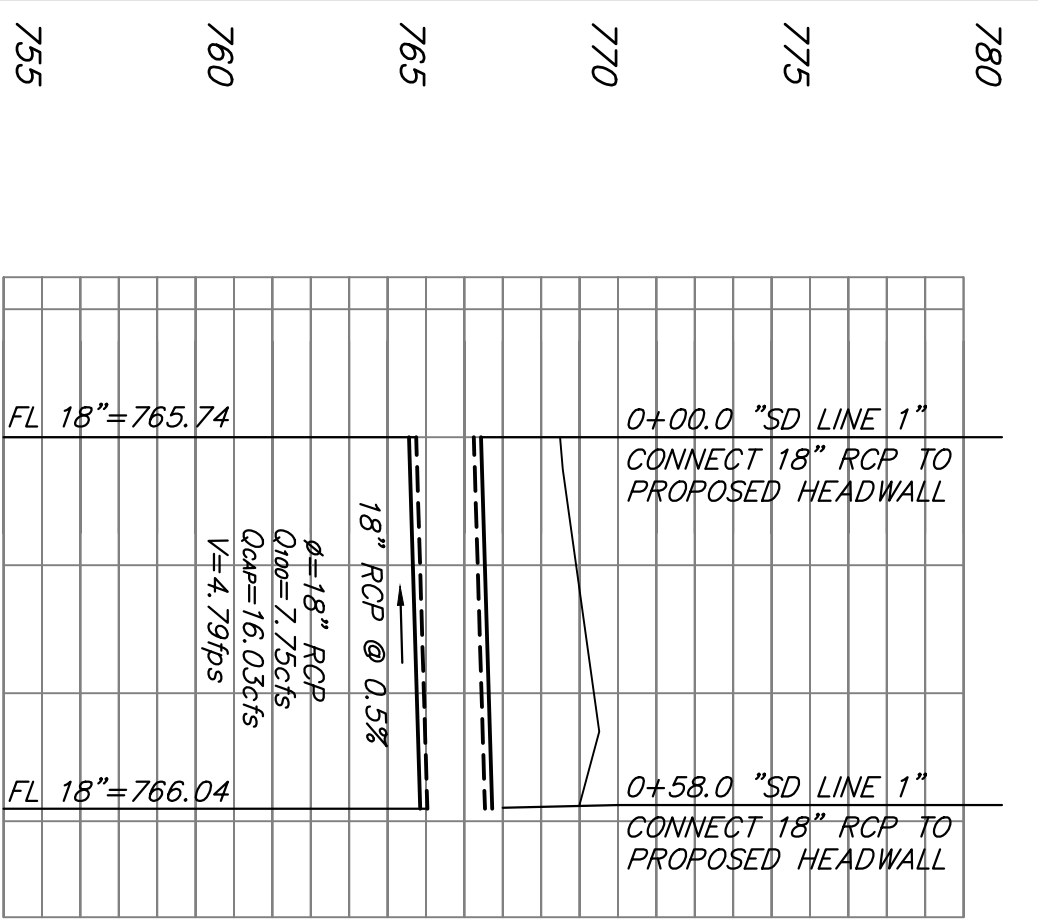 755
760
765
770
775
780
FL 18"=765.74
0+00.0 "SD LINE 1"
CONNECT 18" RCP TO
PROPOSED HEADWALL
18" RCP @ 0.5%
Ø=18" RCP
Q100=7.75cfs
QCAP=16.03cfs
V=4.79fps
FL 18"=766.04
0+58.0 "SD LINE 1"
CONNECT 18" RCP TO
PROPOSED HEADWALL